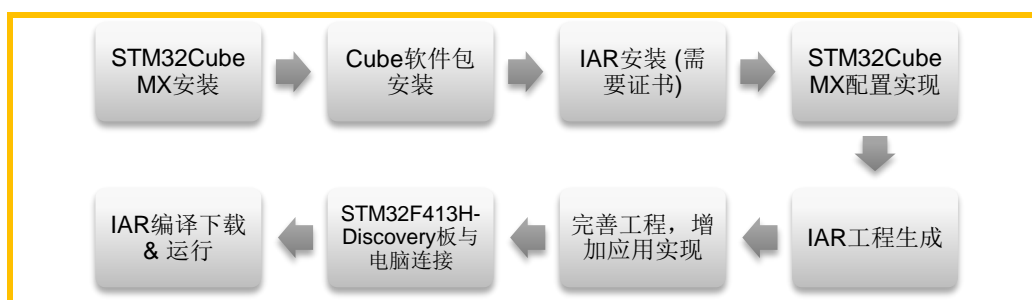 STM32Cube
MX安装
Cube软件包
安装
IAR安装 (需
要证书)
STM32Cube
MX配置实现
IAR工程生成
完善工程，增
加应用实现
STM32F413H-
Discovery板与
电脑连接
IAR编译下载
& 运行